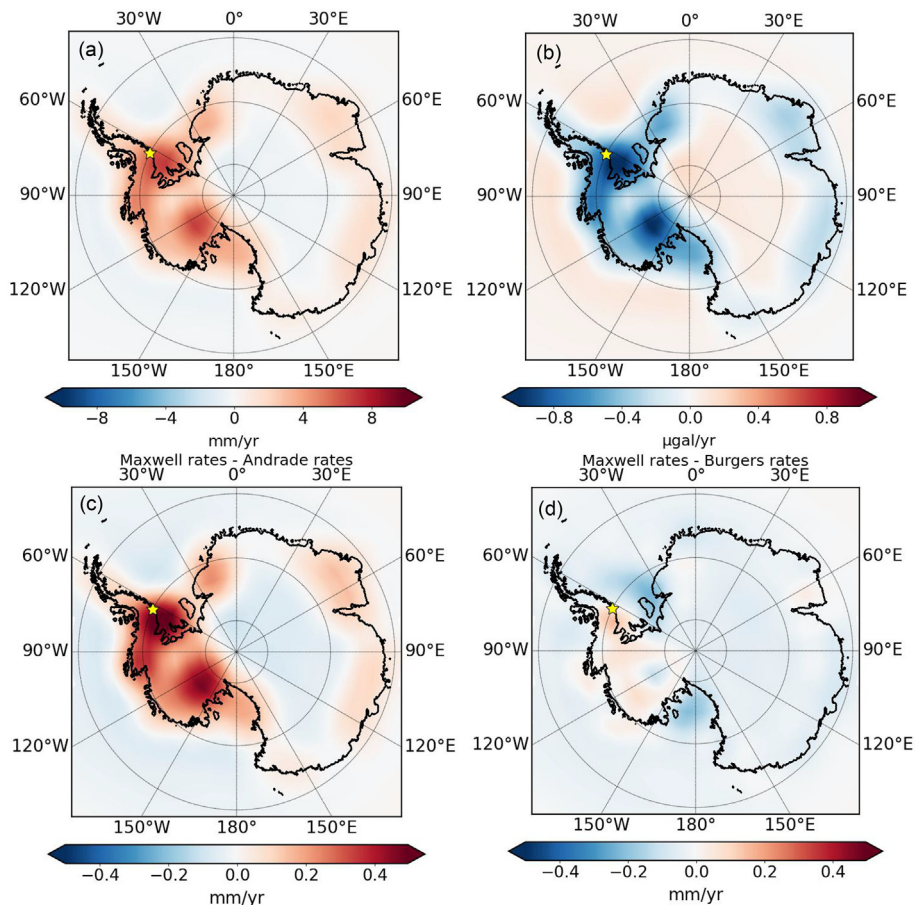 30°W 0° 30°E
(a)
60°W 60°E
90°W 90°E
120°W 120°E
150°W 180° 150°E
−8 −4 0 4 8
mm/yr
30°W 0° 30°E
(b)
60°W 60°E
90°W 90°E
120°W 120°E
150°W 180° 150°E
−0.8 −0.4 0.0 0.4 0.8
µgal/yr
Maxwell rates - Andrade rates
30°W 0° 30°E
(c)
60°W 60°E
90°W 90°E
120°W 120°E
150°W 180° 150°E
−0.4 −0.2 0.0 0.2 0.4
mm/yr
Maxwell rates - Burgers rates
30°W 0° 30°E
(d)
60°W 60°E
90°W 90°E
120°W 120°E
150°W 180° 150°E
−0.4 −0.2 0.0 0.2 0.4
mm/yr